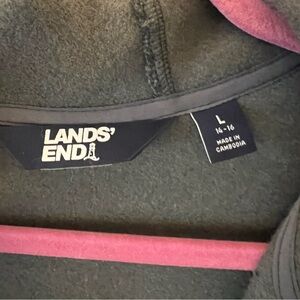 LANDS'
END
L
14-16
MADE IN
CAMBODIA